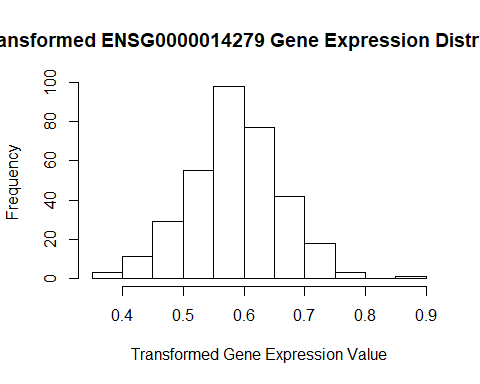 ansformed ENSG0000014279 Gene Expression Distr
Frequency
100
80
60
40
20
0
0.4 0.5 0.6 0.7 0.8 0.9
Transformed Gene Expression Value